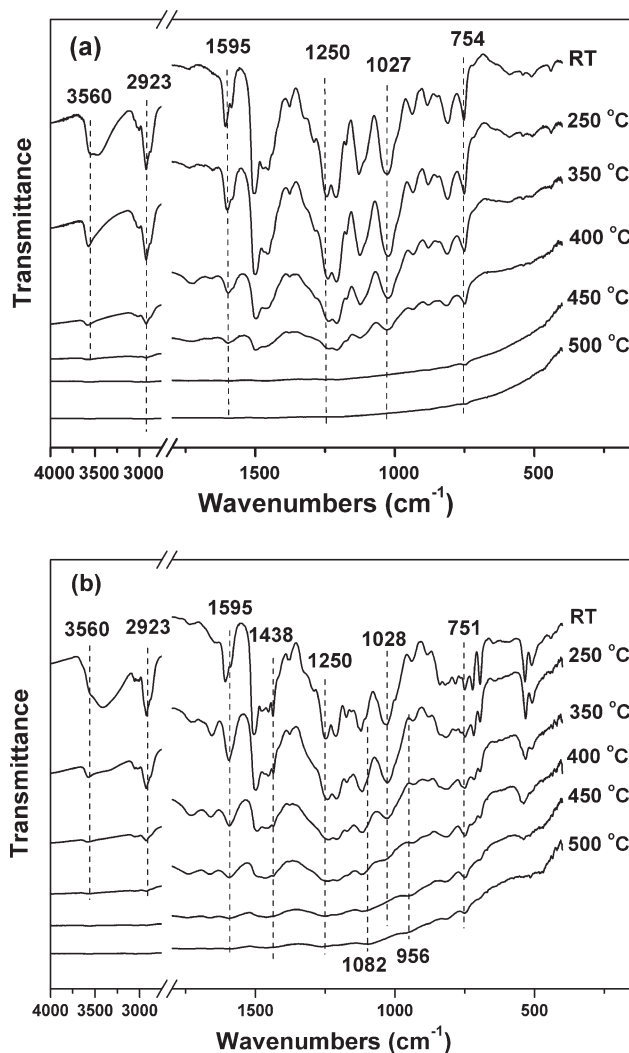 (a)
3560
2923
1595
1250
1027
754
RT
250 °C
350 °C
400 °C
450 °C
500 °C
Transmittance
4000 3500 3000 1500 1000 500
Wavenumbers (cm⁻¹)
(b)
3560
2923
1595
1438
1250
1028
751
RT
250 °C
350 °C
400 °C
450 °C
500 °C
1082
956
Transmittance
4000 3500 3000 1500 1000 500
Wavenumbers (cm⁻¹)